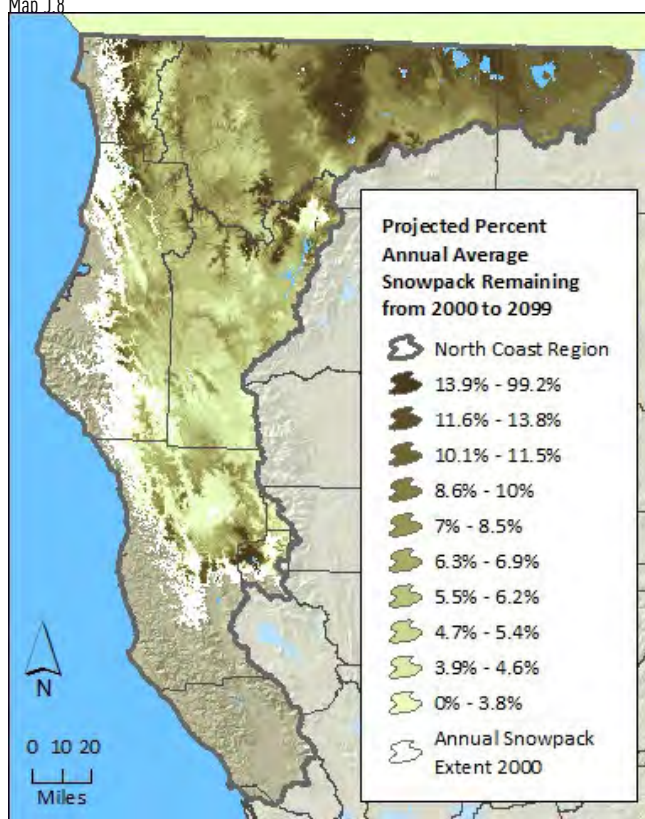 Map J.8
Projected Percent
Annual Average
Snowpack Remaining
from 2000 to 2099
North Coast Region
13.9% - 99.2%
11.6% - 13.8%
10.1% - 11.5%
8.6% - 10%
7% - 8.5%
6.3% - 6.9%
5.5% - 6.2%
4.7% - 5.4%
3.9% - 4.6%
0% - 3.8%
Annual Snowpack
Extent 2000
N
0 10 20
Miles